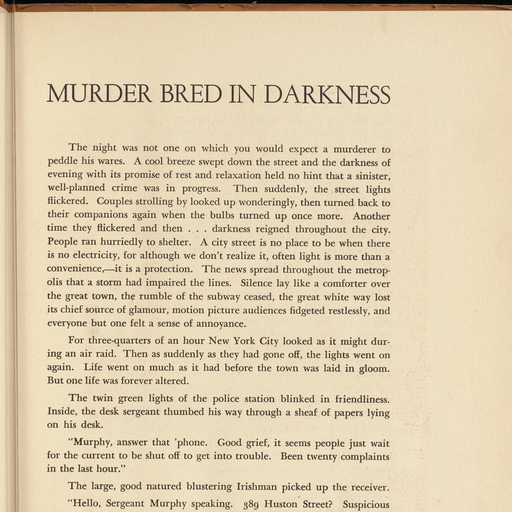 MURDER BRED IN DARKNESS
The night was not one on which you would expect a murderer to
peddle his wares. A cool breeze swept down the street and the darkness of
evening with its promise of rest and relaxation held no hint that a sinister,
well-planned crime was in progress. Then suddenly, the street lights
flickered. Couples strolling by looked up wonderingly, then turned back to
their companions again when the bulbs turned up once more. Another
time they flickered and then . . . darkness reigned throughout the city.
People ran hurriedly to shelter. A city street is no place to be when there
is no electricity, for although we don't realize it, often light is more than a
convenience,—it is a protection. The news spread throughout the metrop-
olis that a storm had impaired the lines. Silence lay like a comforter over
the great town, the rumble of the subway ceased, the great white way lost
its chief source of glamour, motion picture audiences fidgeted restlessly, and
everyone but one felt a sense of annoyance.
For three-quarters of an hour New York City looked as it might dur-
ing an air raid. Then as suddenly as they had gone off, the lights went on
again. Life went on much as it had before the town was laid in gloom.
But one life was forever altered.
The twin green lights of the police station blinked in friendliness.
Inside, the desk sergeant thumbed his way through a sheaf of papers lying
on his desk.
"Murphy, answer that 'phone. Good grief, it seems people just wait
for the current to be shut off to get into trouble. Been twenty complaints
in the last hour."
The large, good natured blustering Irishman picked up the receiver.
"Hello, Sergeant Murphy speaking. 389 Huston Street? Suspicious